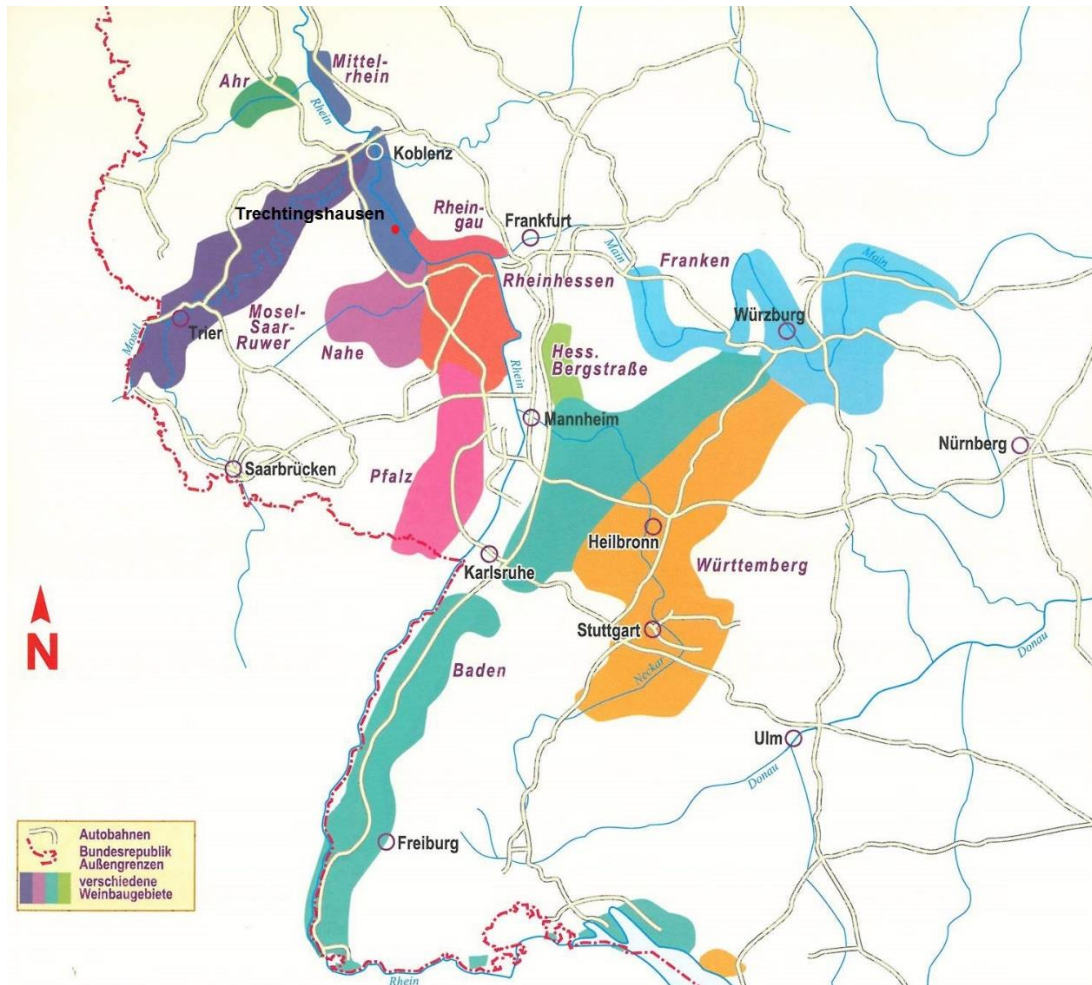 Mittel-
rhein
Ahr
Rhein
Koblenz
Trechtingshausen
Rhein-
gau
Frankfurt
Main
Franken
Main
Rheinhessen
Würzburg
Mosel-
Saar-
Ruwer
Mosel
Trier
Nahe
Hess.
Bergstraße
Rhein
Mannheim
Nürnberg
Saarbrücken
Pfalz
Heilbronn
Karlsruhe
Württemberg
N
Stuttgart
Neckar
Donau
Baden
Ulm
Donau
Freiburg
Autobahnen
Bundesrepublik
Außengrenzen
verschiedene
Weinbaugebiete
Rhein